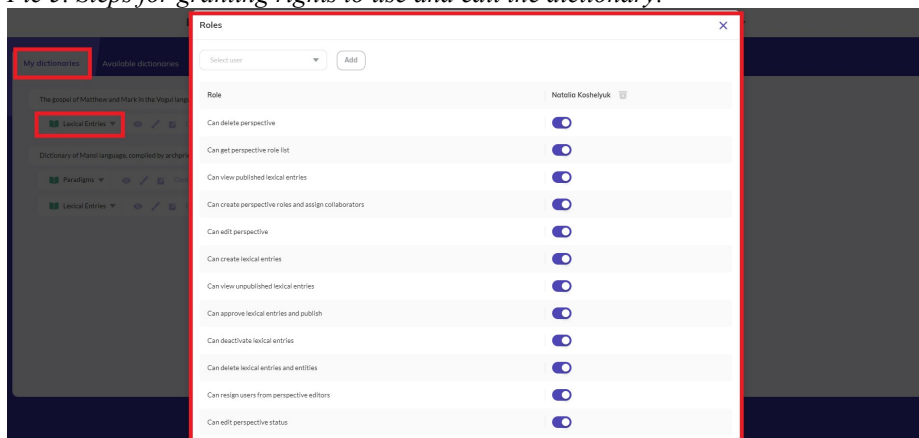 Pic 5. Steps for granting rights to use and edit the dictionary.
Roles
Select user
Add
My dictionaries
Available dictionaries
Role
Natalia Koshelyuk
The gospel of Matthew and Mark in the Vogul lang
Lexical Entries
Can delete perspective
Can get perspective role list
Dictionary of Mansi language, compiled by archpri
Paradigms
Can view published lexical entries
Lexical Entries
Can create perspective roles and assign collaborators
Can edit perspective
Can create lexical entries
Can view unpublished lexical entries
Can approve lexical entries and publish
Can deactivate lexical entries
Can delete lexical entries and entities
Can resign users from perspective editors
Can edit perspective status